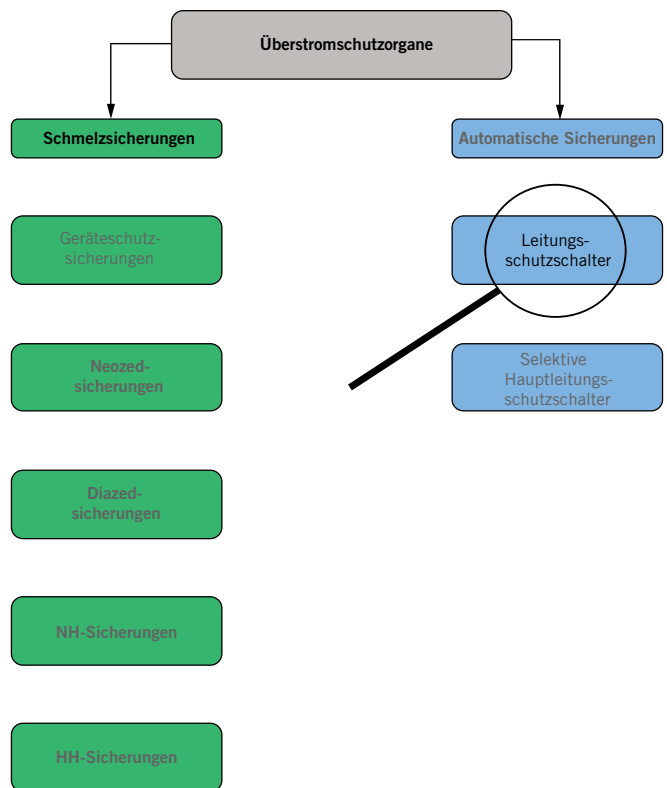 Überstromschutzorgane
Schmelzsicherungen
Automatische Sicherungen
Geräteschutz-
sicherungen
Leitungs-
schutzschalter
Neozed-
sicherungen
Selektive
Hauptleitungs-
schutzschalter
Diazed-
sicherungen
NH-Sicherungen
HH-Sicherungen